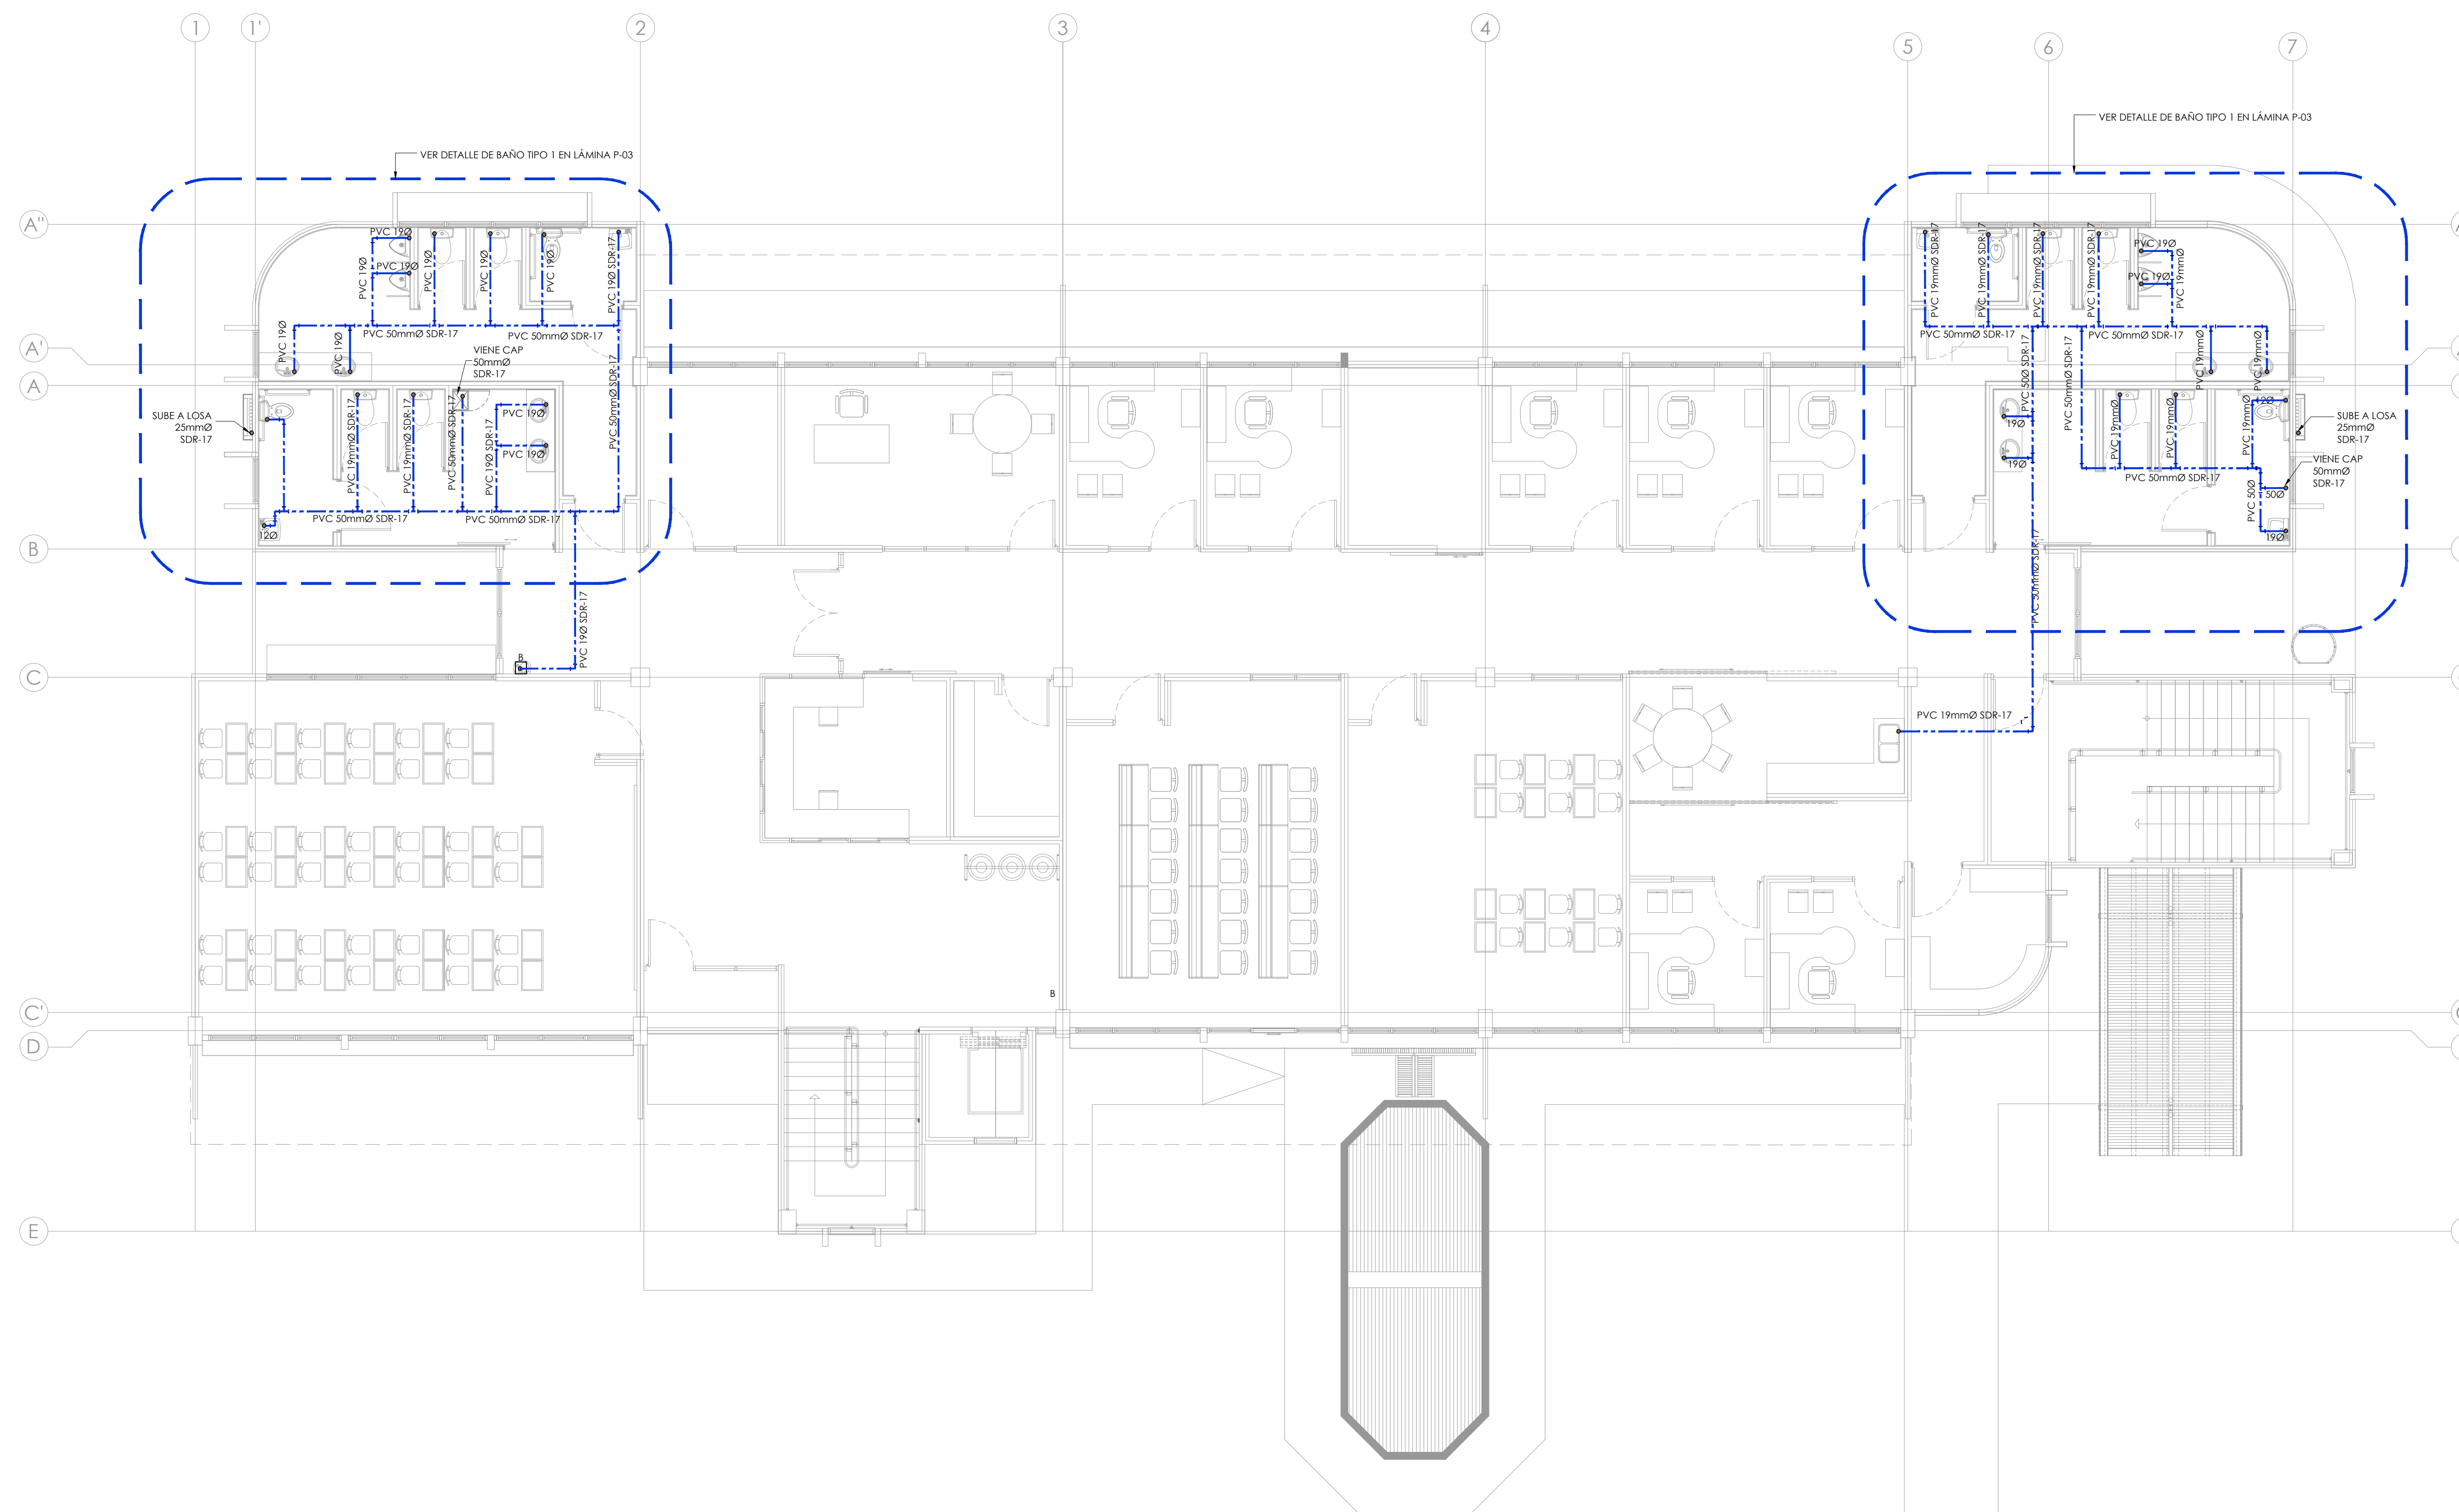 1
1'
2
3
4
5
6
7
VER DETALLE DE BAÑO TIPO 1 EN LÁMINA P-03
VER DETALLE DE BAÑO TIPO 1 EN LÁMINA P-03
A''
A'
A
B
C
C'
D
E
PVC 19Ø
PVC 19Ø
PVC 19Ø
PVC 19Ø
PVC 19Ø
PVC 19Ø SDR-17
PVC 19Ø
PVC 19Ø
PVC 50mmØ SDR-17
PVC 50mmØ SDR-17
VIENE CAP
50mmØ
SDR-17
PVC 50mmØ SDR-17
SUBE A LOSA
25mmØ
SDR-17
PVC 19mmØ SDR-17
PVC 19mmØ SDR-17
PVC 50mmØ SDR-17
PVC 19Ø SDR-17
PVC 19Ø
PVC 19Ø
12Ø
PVC 50mmØ SDR-17
PVC 50mmØ SDR-17
PVC 19Ø SDR-17
B
PVC 19mmØ SDR-17
PVC 19mmØ SDR-17
PVC 19mmØ SDR-17
PVC 19mmØ SDR-17
PVC 19Ø
PVC 19Ø
PVC 19mmØ
PVC 50mmØ SDR-17
PVC 50mmØ SDR-17
PVC 50Ø SDR-17
PVC 50mmØ SDR-17
PVC 19mmØ
PVC 19mmØ
19Ø
19Ø
PVC 19mmØ
PVC 19mmØ
PVC 19mmØ
12Ø
SUBE A LOSA
25mmØ
SDR-17
VIENE CAP
50mmØ
SDR-17
PVC 50mmØ SDR-17
50Ø
PVC 50Ø
19Ø
PVC 50mmØ SDR-17
PVC 19mmØ SDR-17
B